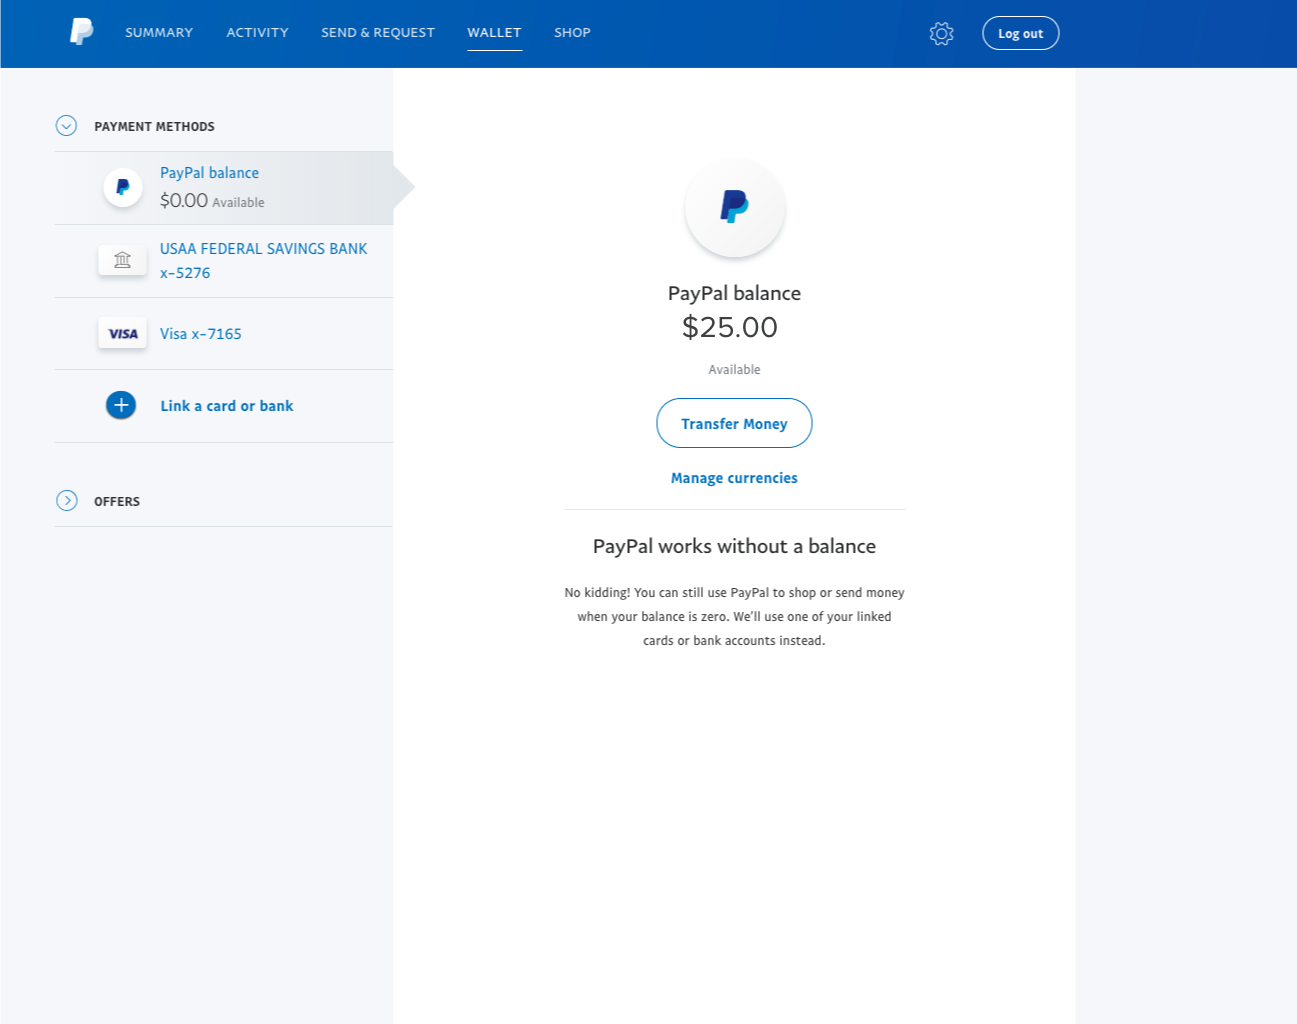 SUMMARY
ACTIVITY
SEND & REQUEST
WALLET
SHOP
Log out
PAYMENT METHODS
PayPal balance
$0.00 Available
USAA FEDERAL SAVINGS BANK
x-5276
VISA
Visa x-7165
Link a card or bank
OFFERS
PayPal balance
$25.00
Available
Transfer Money
Manage currencies
PayPal works without a balance
No kidding! You can still use PayPal to shop or send money
when your balance is zero. We'll use one of your linked
cards or bank accounts instead.